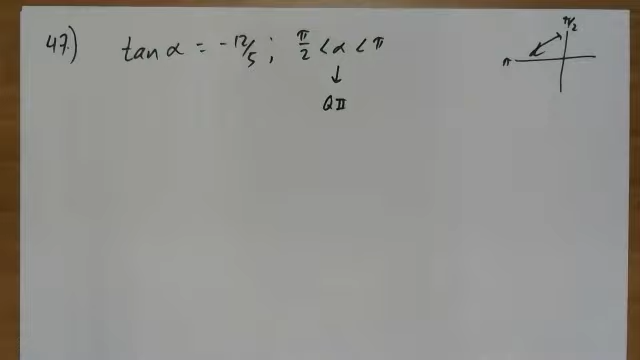 47.) tan α = -12/5 ; π/2 < α < π
↓
QII
π/2
π